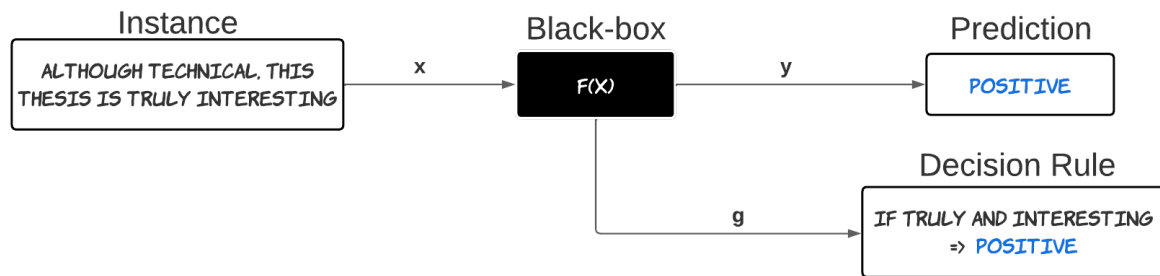 Instance
ALTHOUGH TECHNICAL, THIS
THESIS IS TRULY INTERESTING
x
Black-box
F(X)
y
Prediction
POSITIVE
g
Decision Rule
IF TRULY AND INTERESTING
=> POSITIVE